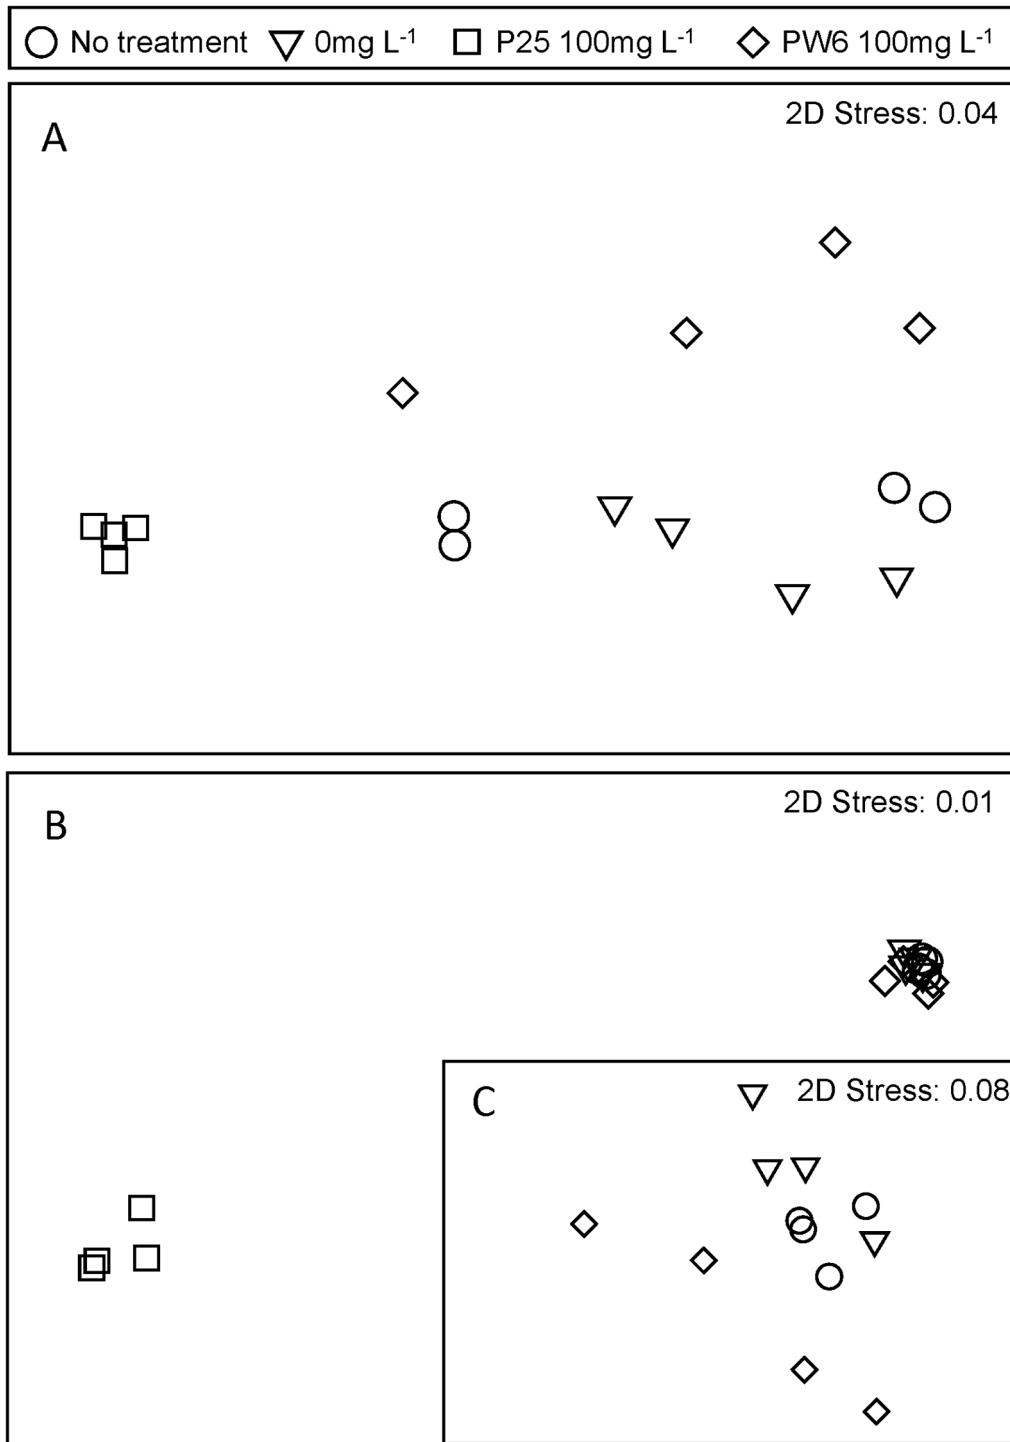 No treatment 0mg L-1 P25 100mg L-1 PW6 100mg L-1
A
2D Stress: 0.04
B
2D Stress: 0.01
C
2D Stress: 0.08